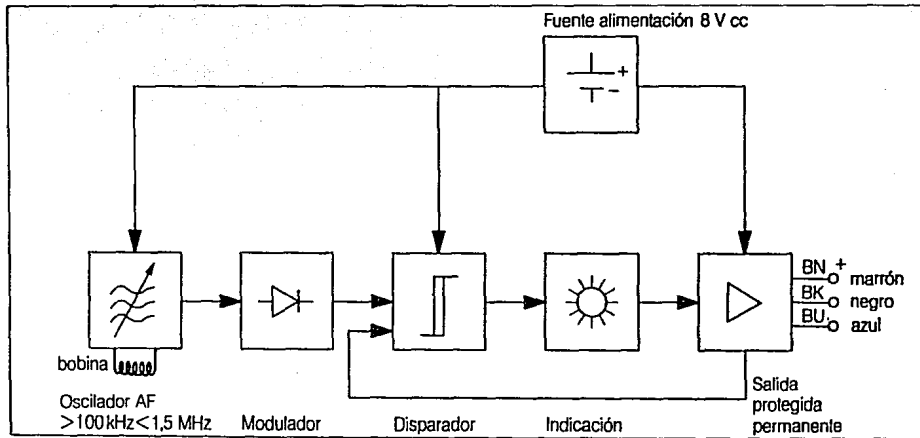 Fuente alimentación 8 V cc
+
-
BN + marrón
BK negro
BU. azul
bobina
Oscilador AF
>100 kHz<1,5 MHz
Modulador
Disparador
Indicación
Salida
protegida
permanente